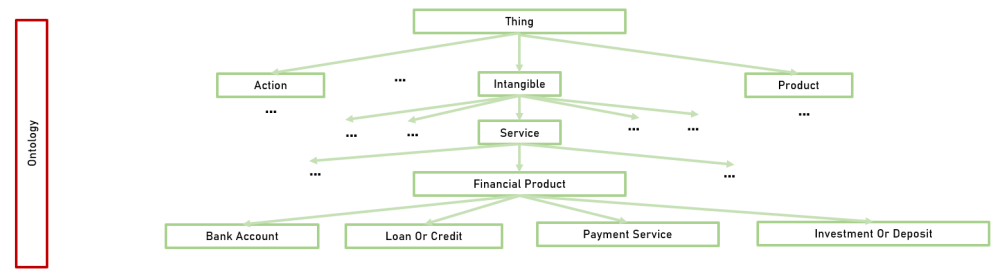 Thing
Action
...
Intangible
Product
...
...
...
...
...
...
Service
...
...
Financial Product
Bank Account
Loan Or Credit
Payment Service
Investment Or Deposit
Ontology